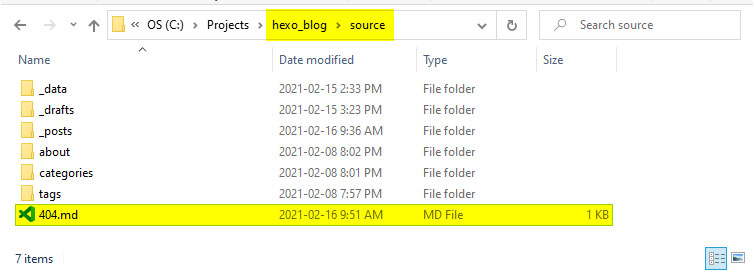 « OS (C:) › Projects › hexo_blog › source
Search source
Name Date modified Type Size
_data 2021-02-15 2:33 PM File folder
_drafts 2021-02-15 3:23 PM File folder
_posts 2021-02-16 9:36 AM File folder
about 2021-02-08 8:02 PM File folder
categories 2021-02-08 8:01 PM File folder
tags 2021-02-08 7:57 PM File folder
404.md 2021-02-16 9:51 AM MD File 1 KB
7 items